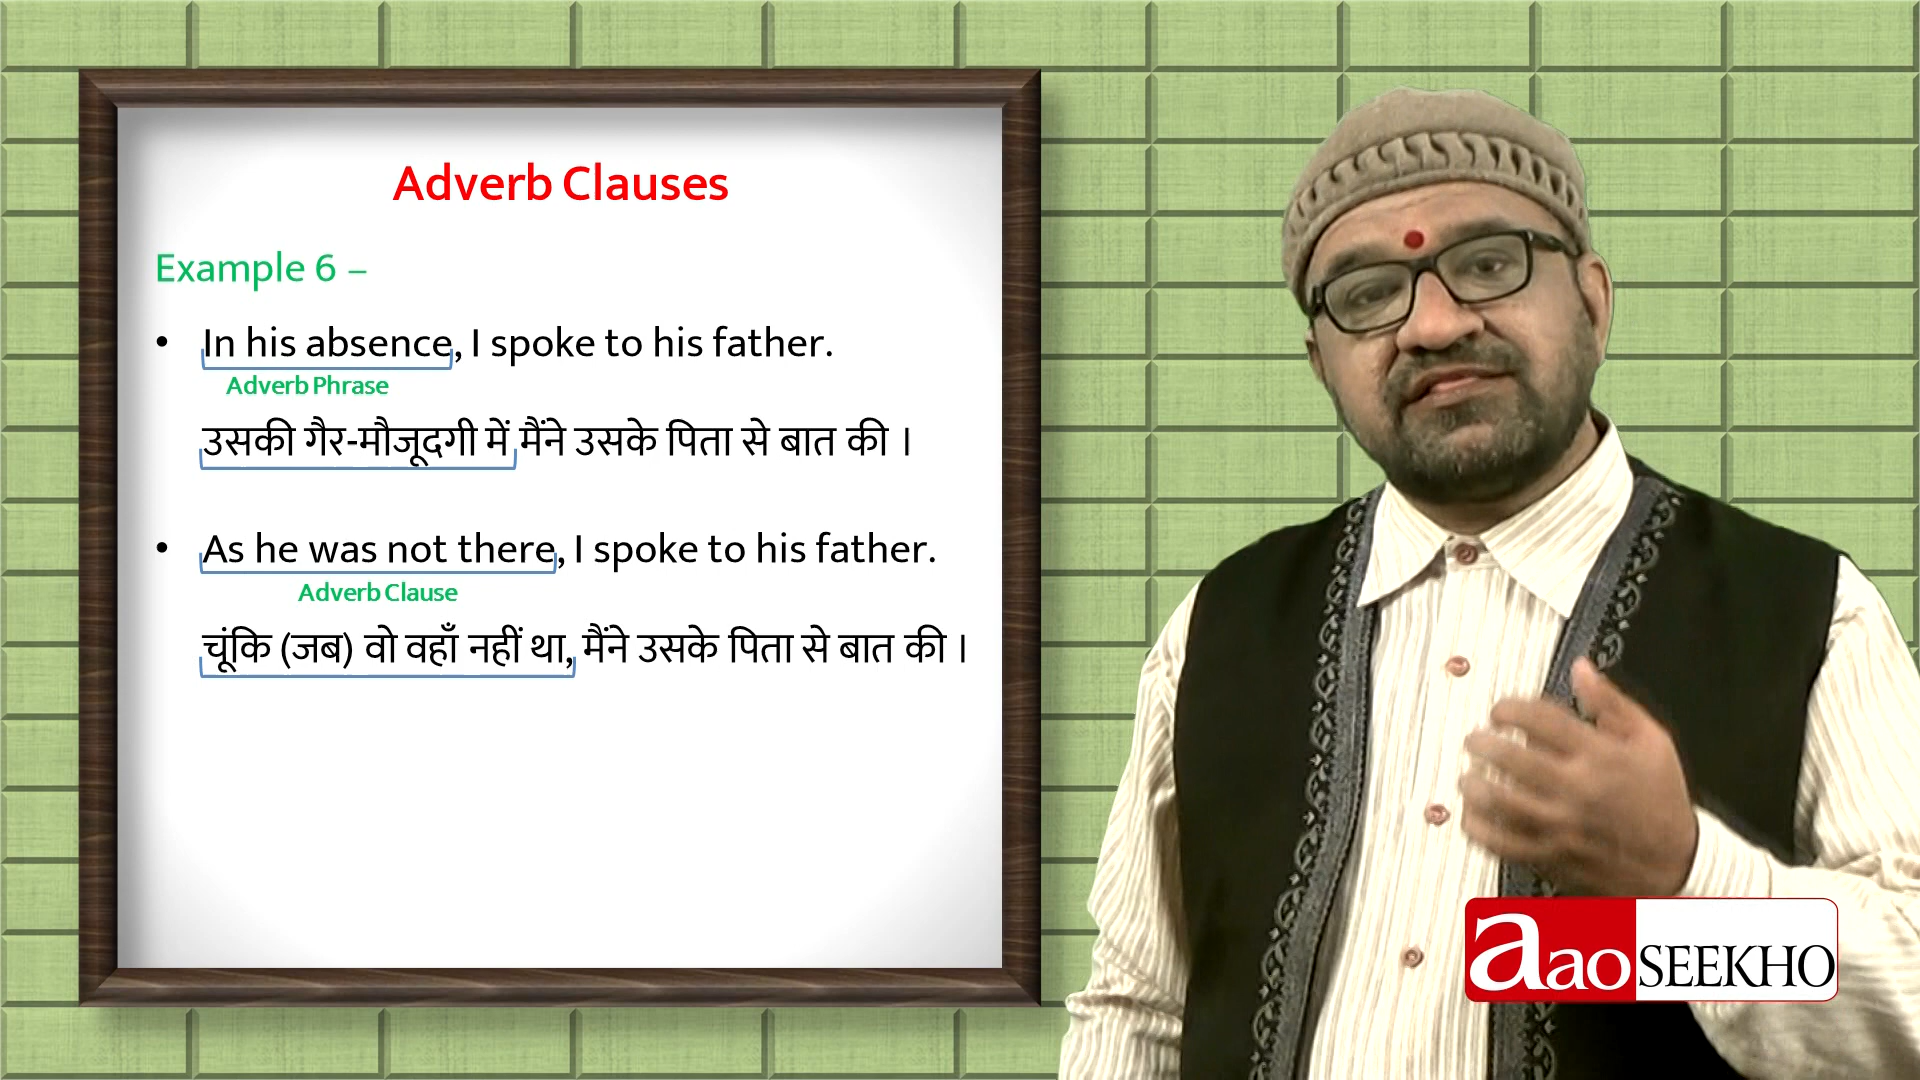 Adverb Clauses
Example 6 –
• In his absence, I spoke to his father.
Adverb Phrase
उसकी गैर-मौजूदगी में मैंने उसके पिता से बात की ।
• As he was not there, I spoke to his father.
Adverb Clause
चूंकि (जब) वो वहाँ नहीं था, मैंने उसके पिता से बात की ।
aao SEEKHO